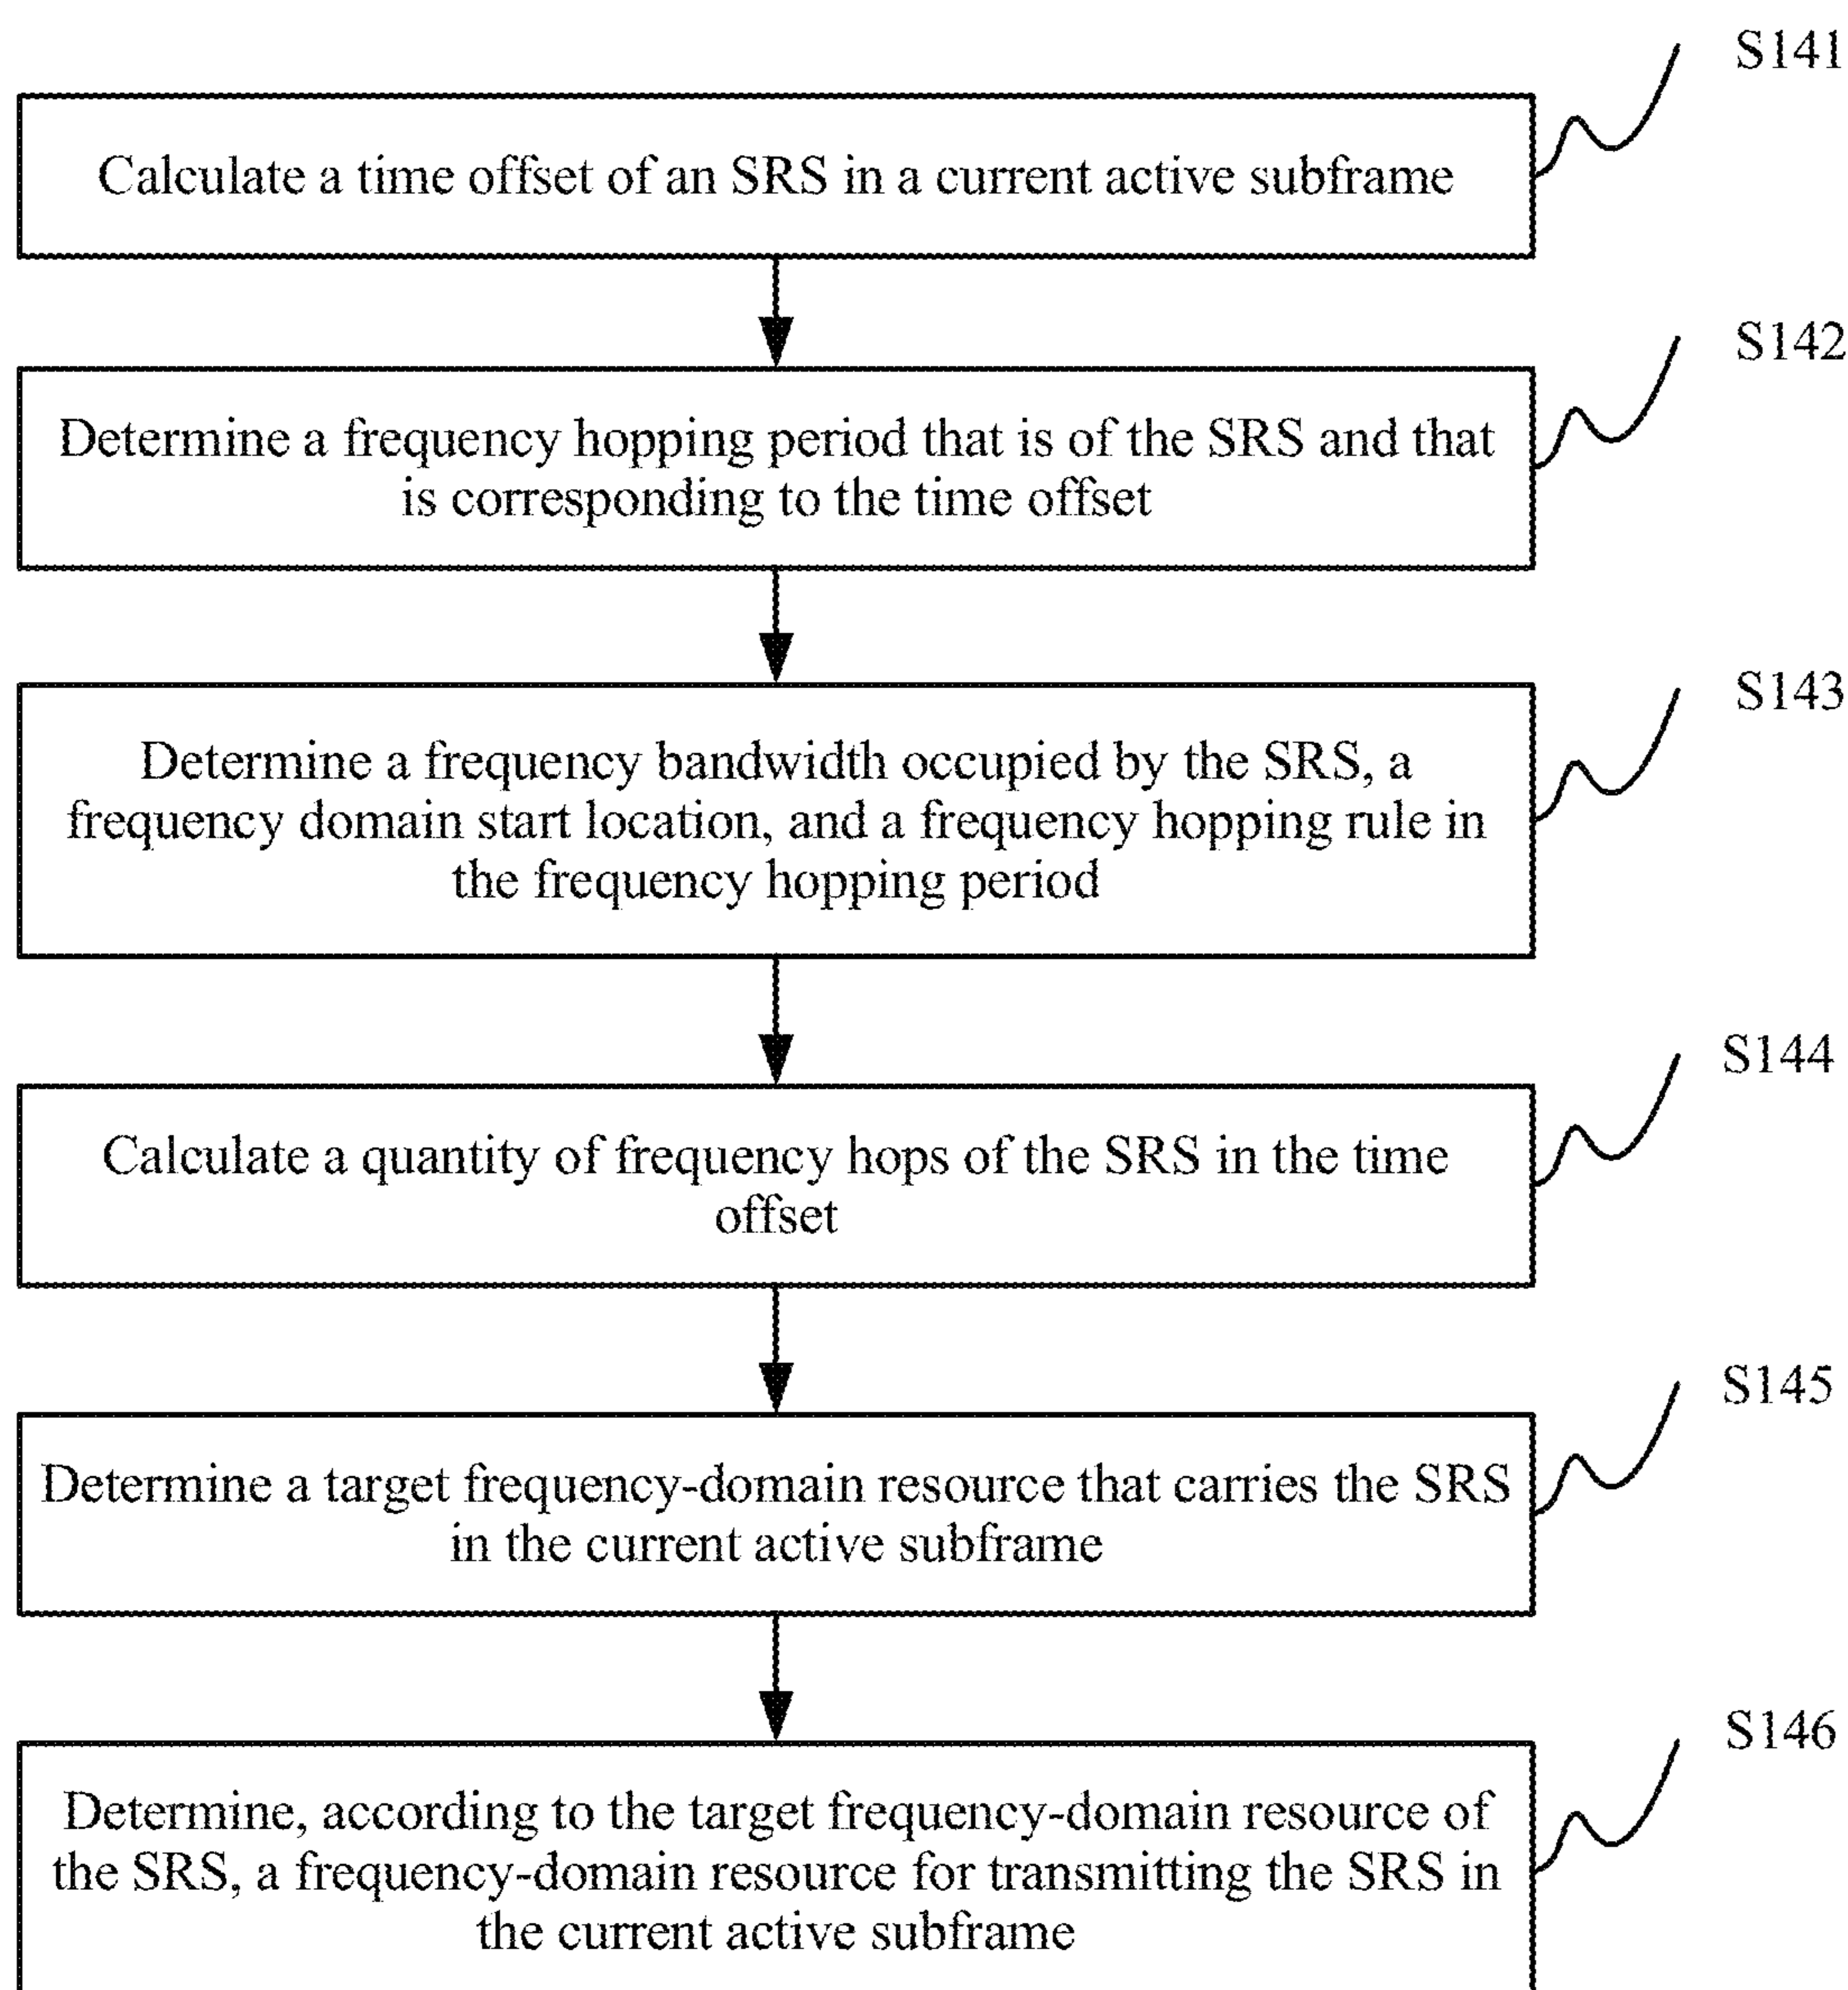 S141
Calculate a time offset of an SRS in a current active subframe
S142
Determine a frequency hopping period that is of the SRS and that
is corresponding to the time offset
S143
Determine a frequency bandwidth occupied by the SRS, a
frequency domain start location, and a frequency hopping rule in
the frequency hopping period
S144
Calculate a quantity of frequency hops of the SRS in the time
offset
S145
Determine a target frequency-domain resource that carries the SRS
in the current active subframe
S146
Determine, according to the target frequency-domain resource of
the SRS, a frequency-domain resource for transmitting the SRS in
the current active subframe